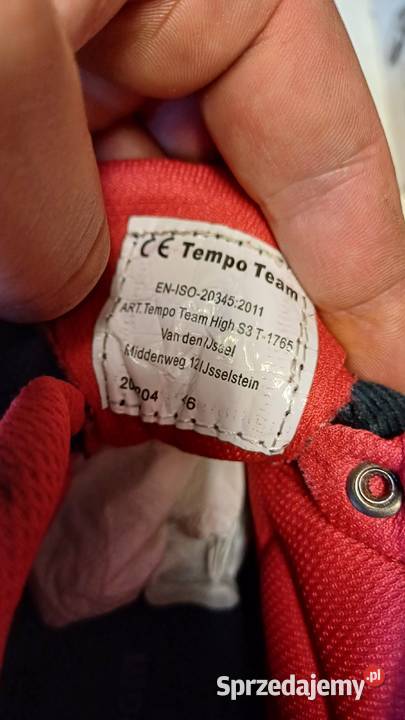 CE Tempo Team
EN-ISO-20345:2011
ART.Tempo Team High S3 T-1765
Van den IJssel
Middenweg 12 IJsselstein
Sprzedajemy.pl